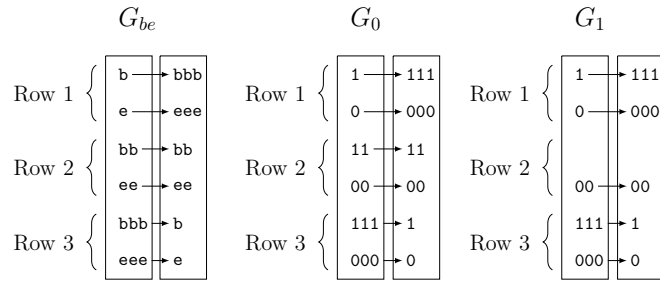 G_be G_0 G_1
Row 1 b bbb Row 1 1 111 Row 1 1 111
e eee 0 000 0 000
Row 2 bb bb Row 2 11 11 Row 2
ee ee 00 00 00 00
Row 3 bbb b Row 3 111 1 Row 3 111 1
eee e 000 0 000 0